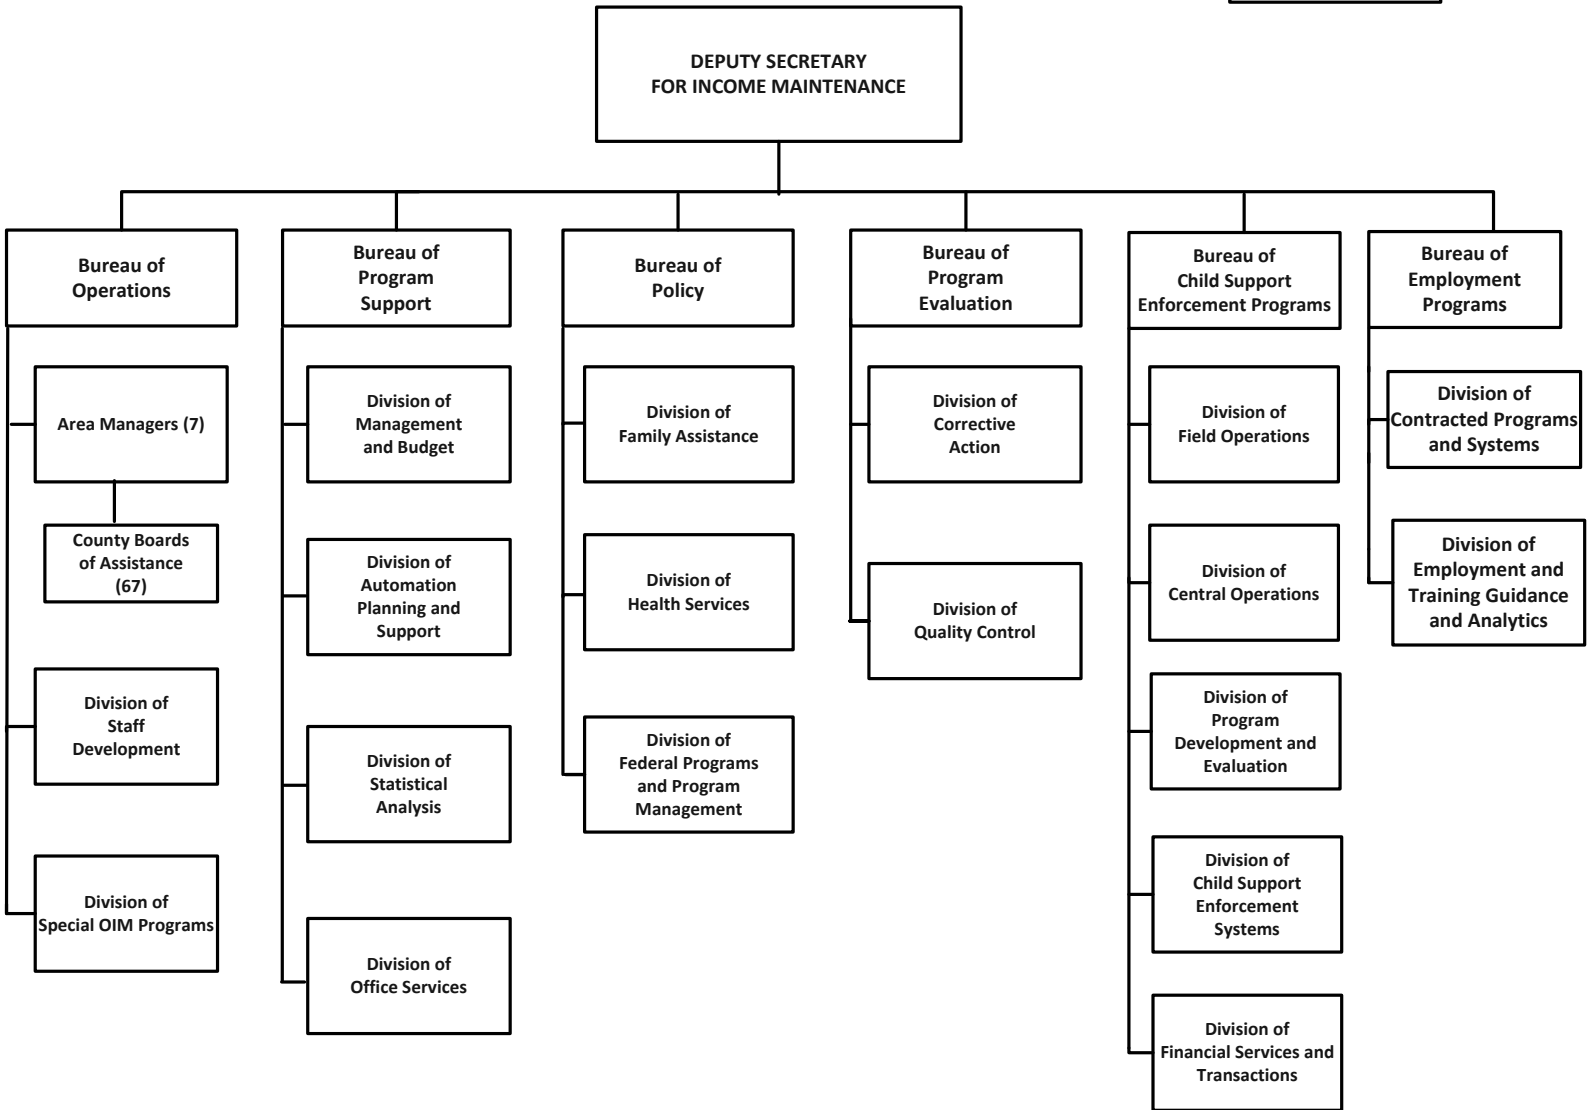 DEPUTY SECRETARY
FOR INCOME MAINTENANCE
Bureau of
Operations
Area Managers (7)
County Boards
of Assistance
(67)
Division of
Staff
Development
Division of
Special OIM Programs
Bureau of
Program
Support
Division of
Management
and Budget
Division of
Automation
Planning and
Support
Division of
Statistical
Analysis
Division of
Office Services
Bureau of
Policy
Division of
Family Assistance
Division of
Health Services
Division of
Federal Programs
and Program
Management
Bureau of
Program
Evaluation
Division of
Corrective
Action
Division of
Quality Control
Bureau of
Child Support
Enforcement Programs
Division of
Field Operations
Division of
Central Operations
Division of
Program
Development and
Evaluation
Division of
Child Support
Enforcement
Systems
Division of
Financial Services and
Transactions
Bureau of
Employment
Programs
Division of
Contracted Programs
and Systems
Division of
Employment and
Training Guidance
and Analytics